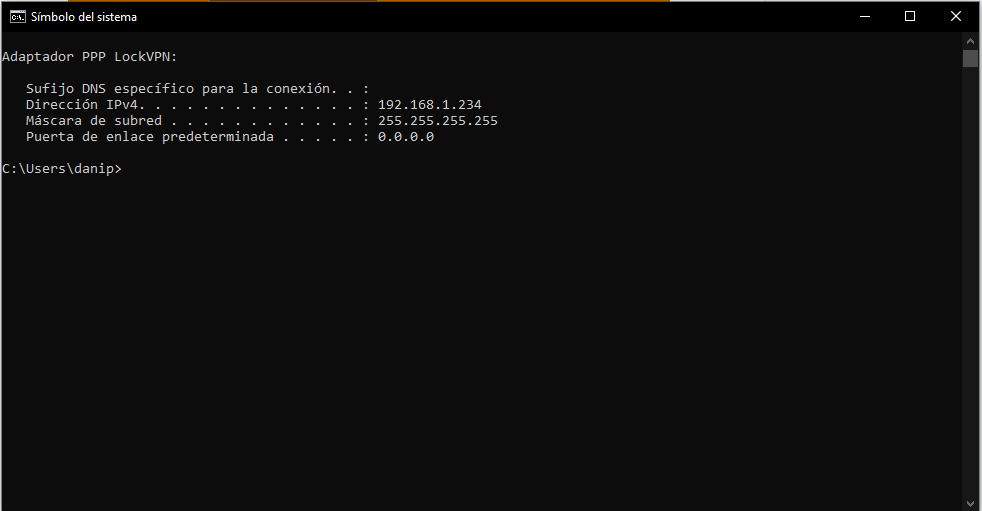 Símbolo del sistema
Adaptador PPP LockVPN:
Sufijo DNS específico para la conexión. . :
Dirección IPv4. . . . . . . . . . . . . . : 192.168.1.234
Máscara de subred . . . . . . . . . . . . : 255.255.255.255
Puerta de enlace predeterminada . . . . . : 0.0.0.0
C:\Users\danip>